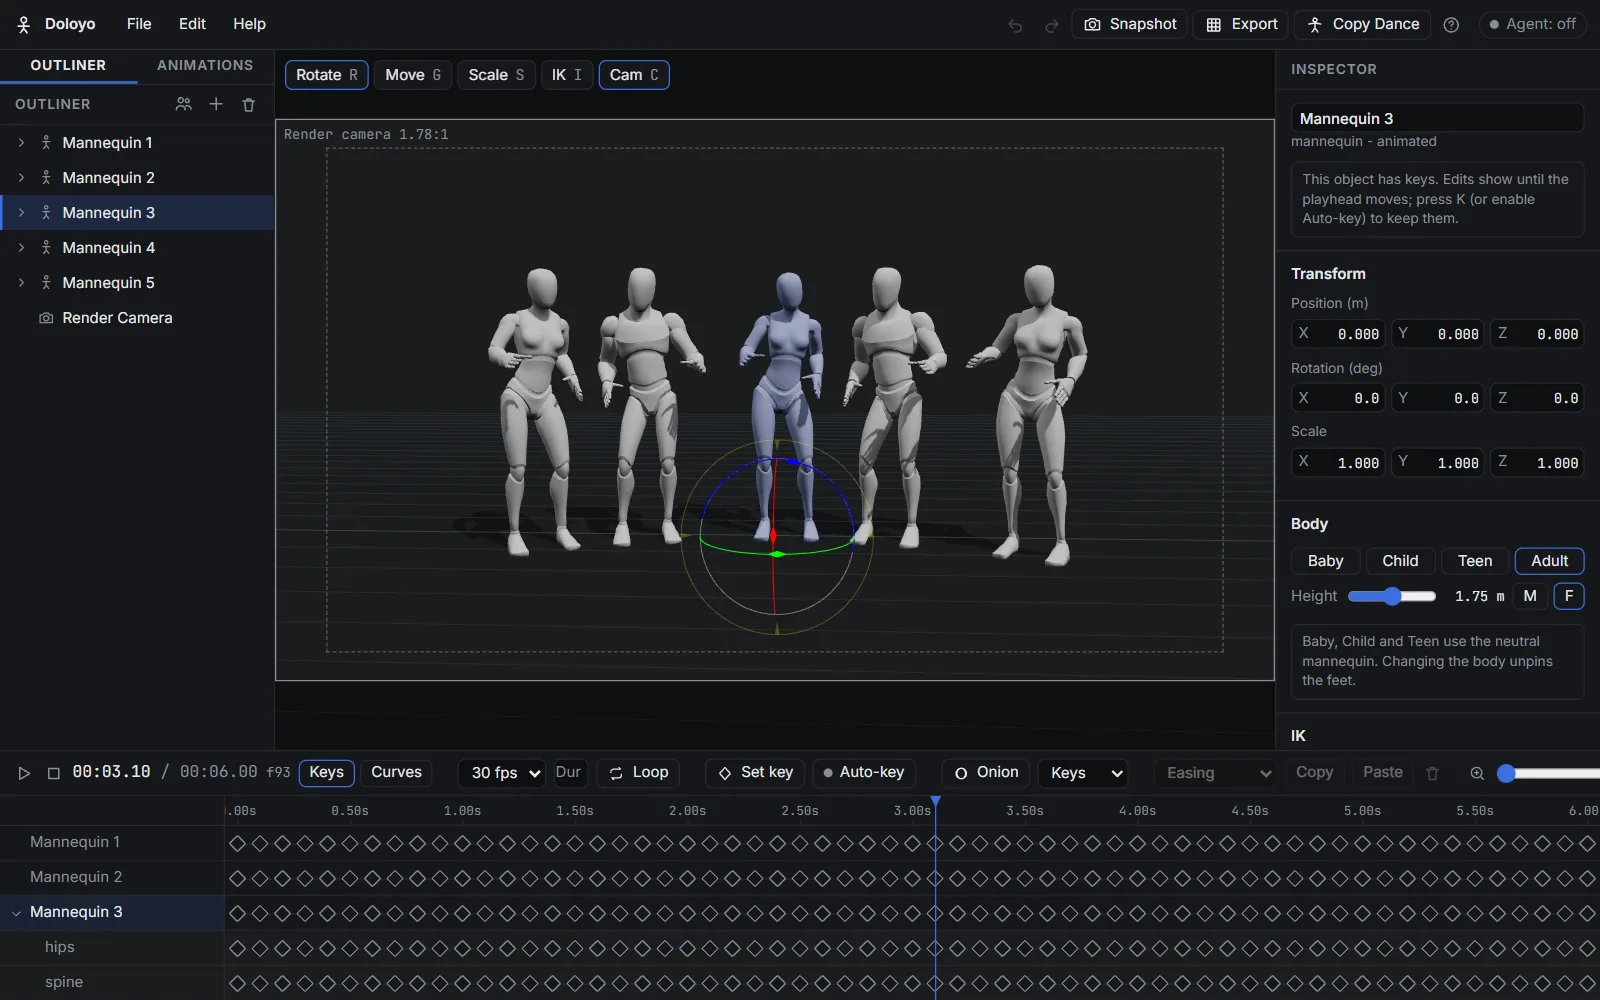 Doloyo File Edit Help Snapshot Export Copy Dance Agent: off
OUTLINER ANIMATIONS
OUTLINER
Mannequin 1
Mannequin 2
Mannequin 3
Mannequin 4
Mannequin 5
Render Camera
Rotate R Move G Scale S IK I Cam C
Render camera 1.78:1
INSPECTOR
Mannequin 3
mannequin - animated
This object has keys. Edits show until the
playhead moves; press K (or enable
Auto-key) to keep them.
Transform
Position (m)
X 0.000 Y 0.000 Z 0.000
Rotation (deg)
X 0.0 Y 0.0 Z 0.0
Scale
X 1.000 Y 1.000 Z 1.000
Body
Baby Child Teen Adult
Height 1.75 m M F
Baby, Child and Teen use the neutral
mannequin. Changing the body unpins
the feet.
IK
00:03.10 / 00:06.00 f93 Keys Curves 30 fps Dur Loop Set key Auto-key Onion Keys Easing Copy Paste
.00s 0.50s 1.00s 1.50s 2.00s 2.50s 3.00s 3.50s 4.00s 4.50s 5.00s 5.50s 6.00
Mannequin 1
Mannequin 2
Mannequin 3
hips
spine